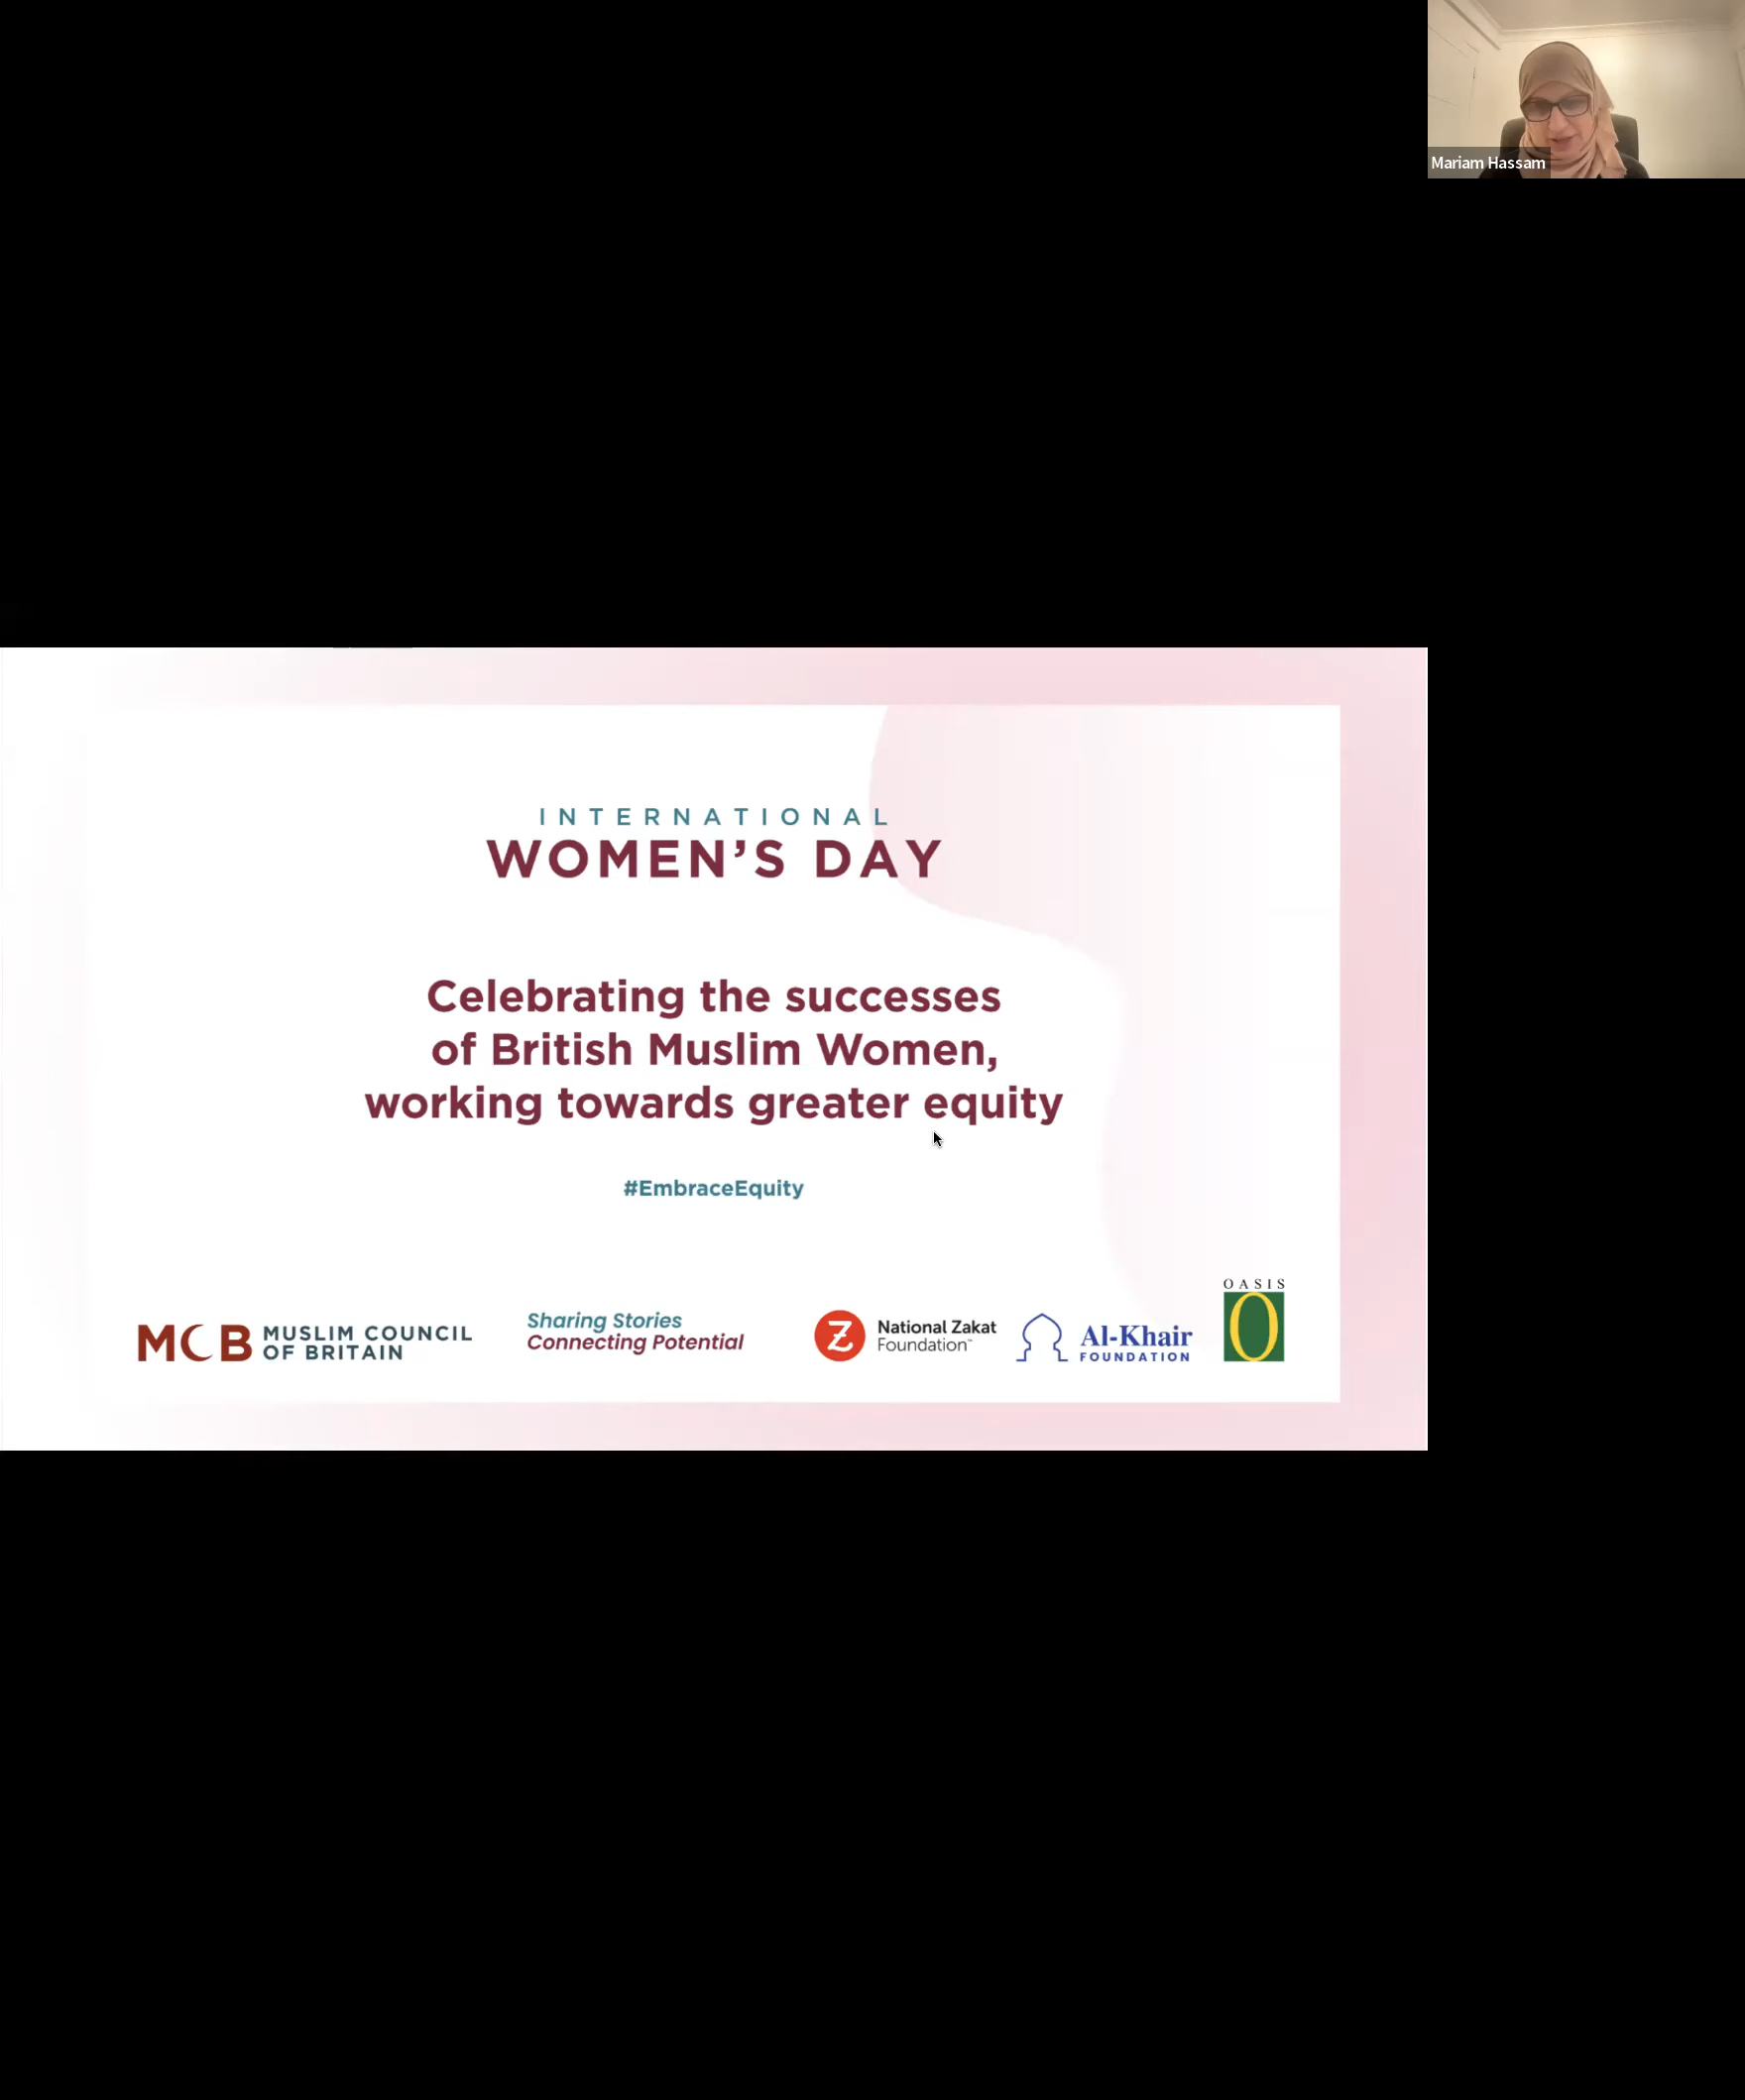 Mariam Hassam
INTERNATIONAL
WOMEN’S DAY
Celebrating the successes
of British Muslim Women,
working towards greater equity
#EmbraceEquity
MCB MUSLIM COUNCIL
OF BRITAIN
Sharing Stories
Connecting Potential
National Zakat
Foundation™
Al-Khair
FOUNDATION
OASIS